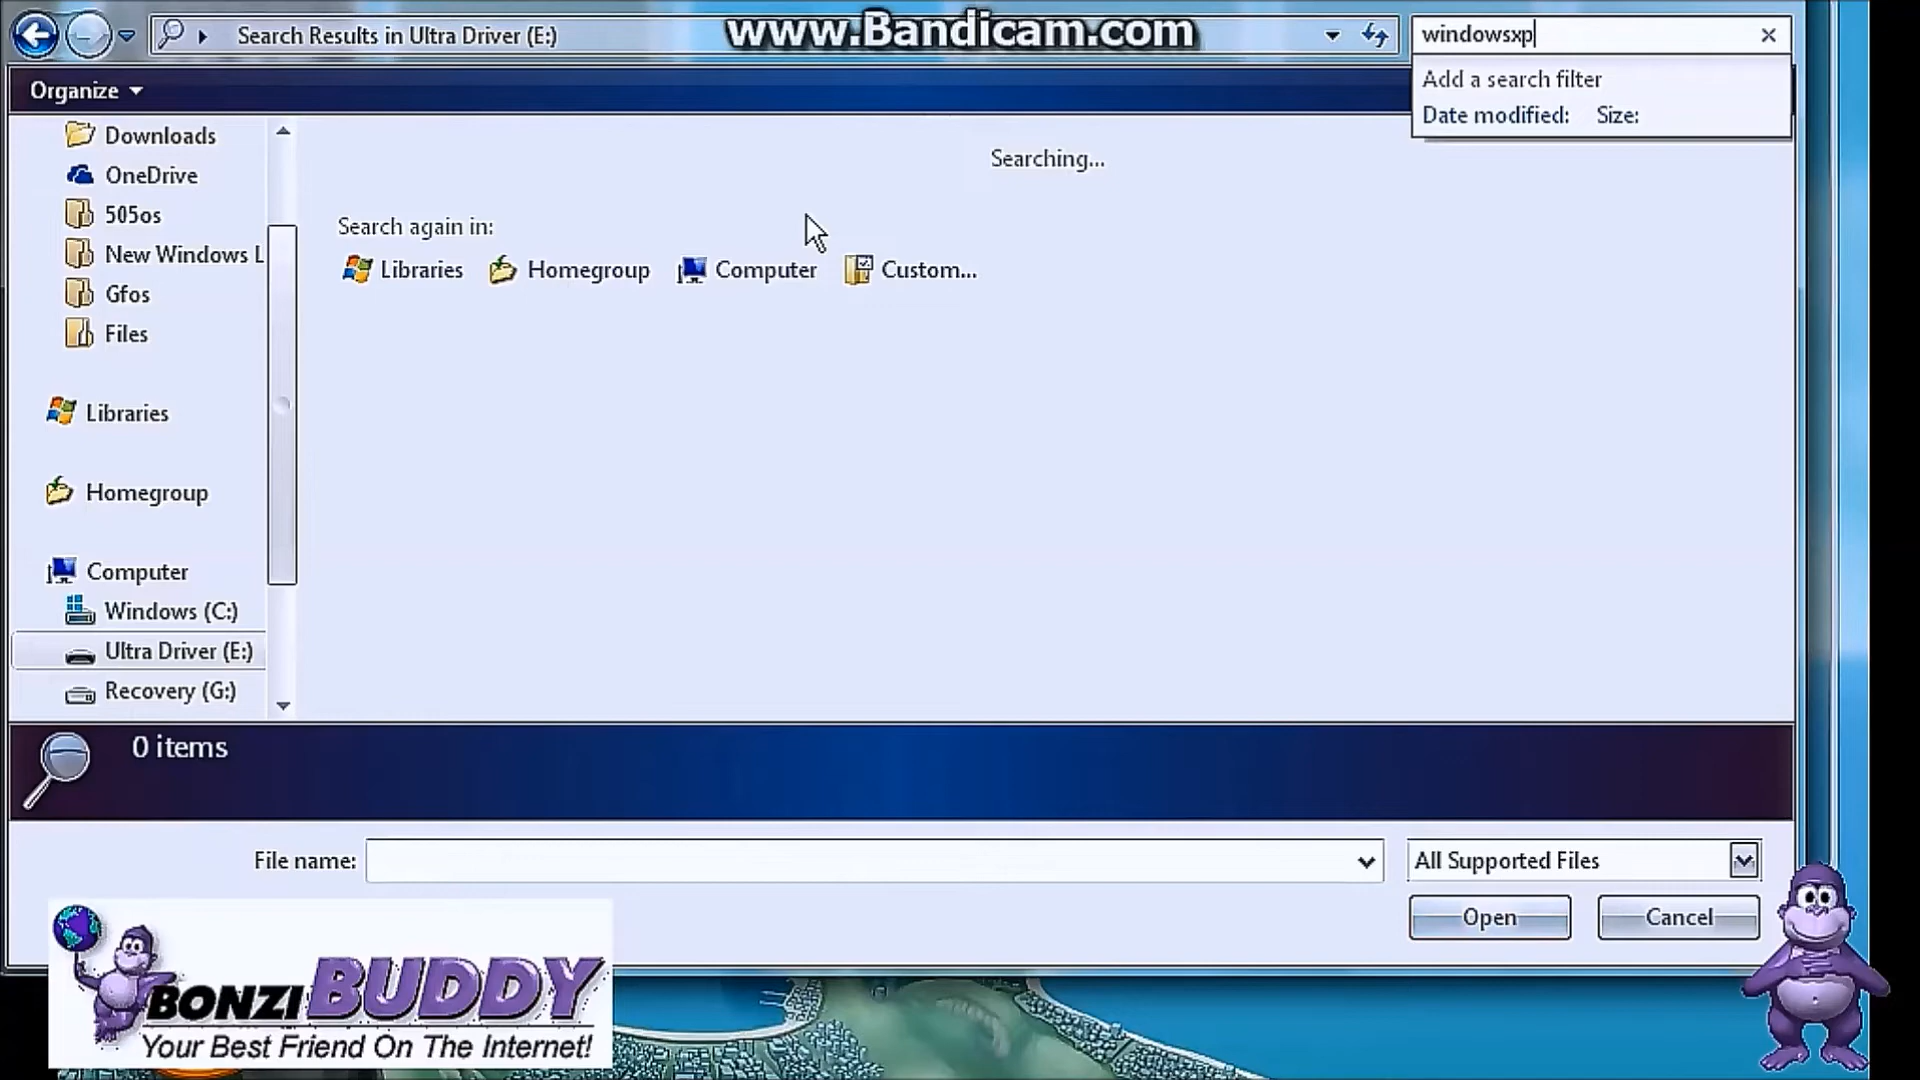 Search Results in Ultra Driver (E:)
www.Bandicam.com
windowsxp
Add a search filter
Date modified: Size:
Organize
Searching...
Downloads
OneDrive
505os
New Windows L
Gfos
Files
Libraries
Homegroup
Computer
Windows (C:)
Ultra Driver (E:)
Recovery (G:)
Search again in:
Libraries Homegroup Computer Custom...
0 items
File name:
All Supported Files
Open Cancel
BONZIBUDDY
Your Best Friend On The Internet!